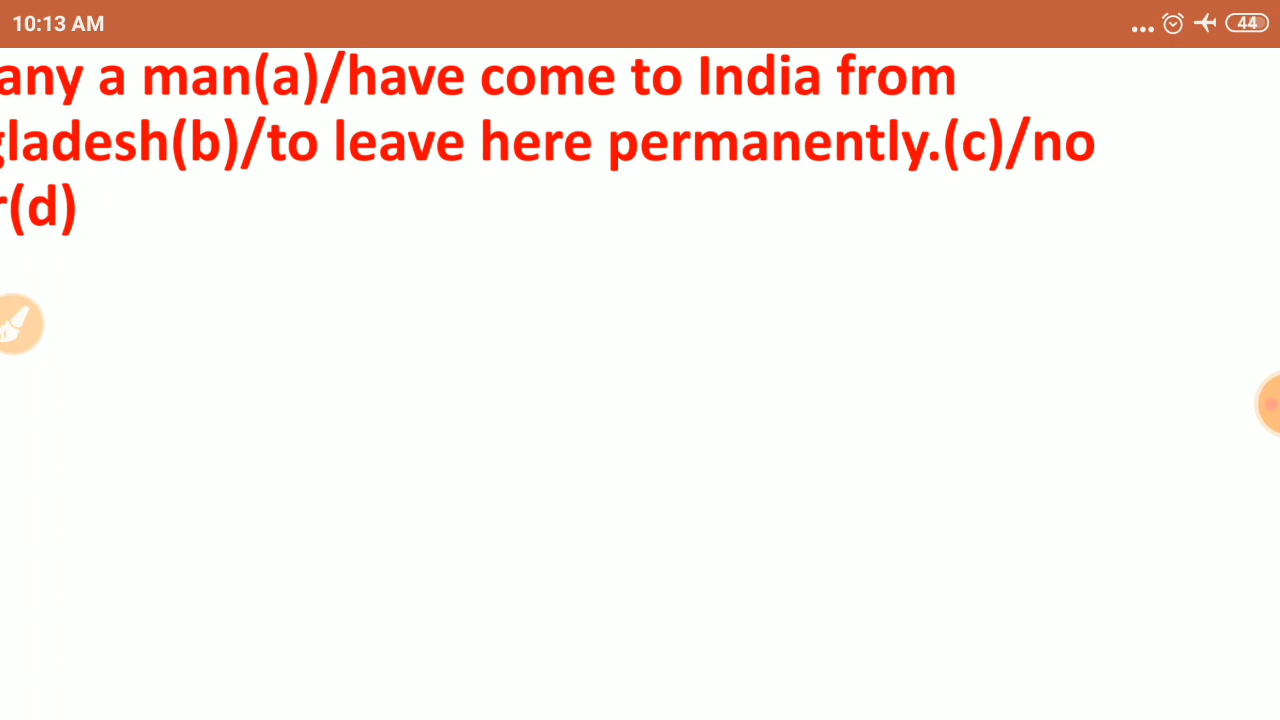 10:13 AM
44
any a man(a)/have come to India from
gladesh(b)/to leave here permanently.(c)/no
r(d)